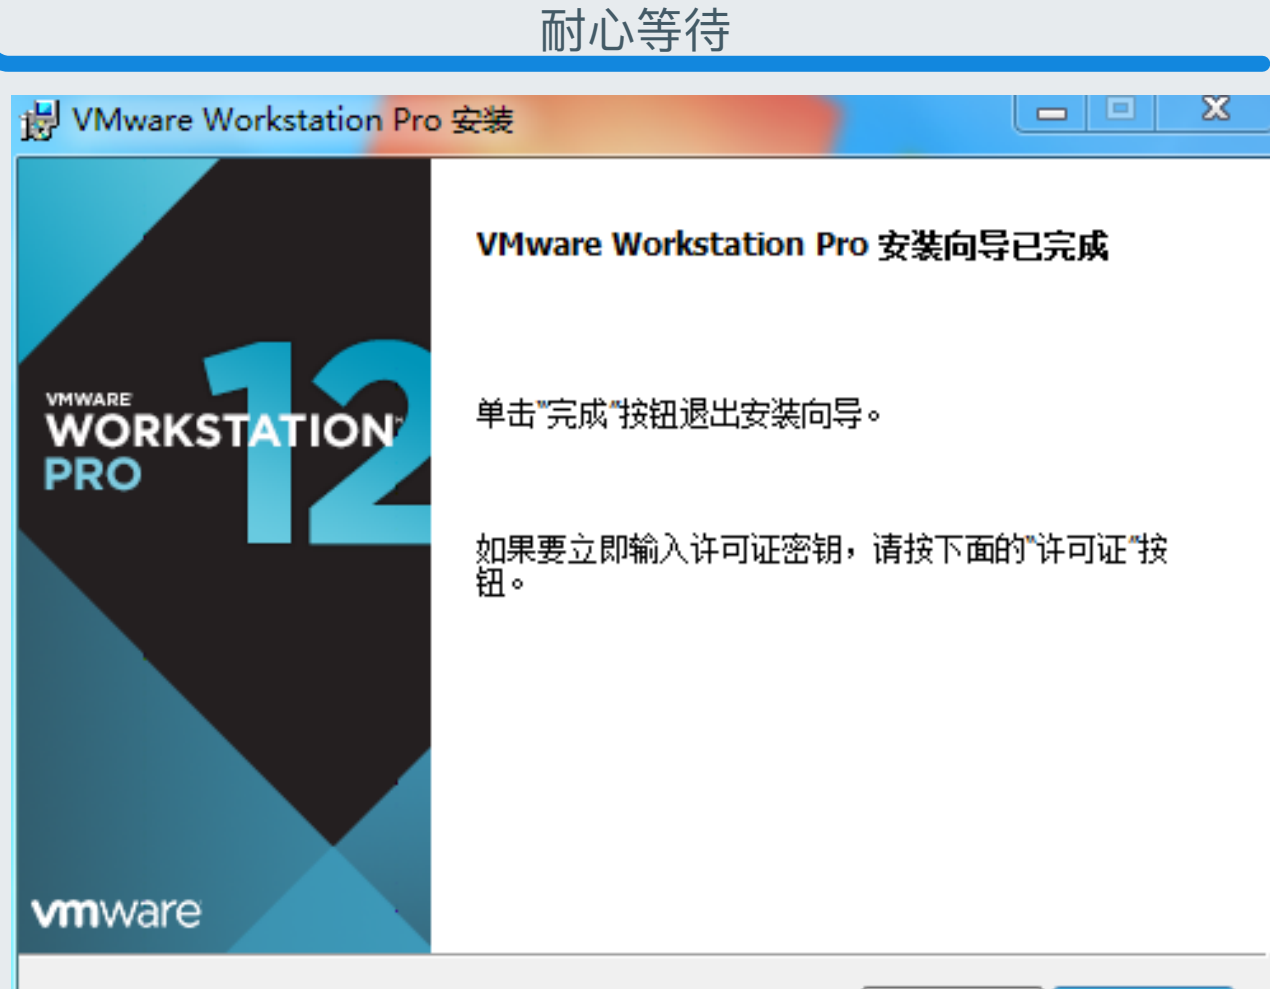 耐心等待
VMware Workstation Pro 安装
VMware Workstation Pro 安装向导已完成
单击"完成"按钮退出安装向导。
如果要立即输入许可证密钥，请按下面的"许可证"按
钮。
12
VMWARE
WORKSTATION™
PRO
vmware